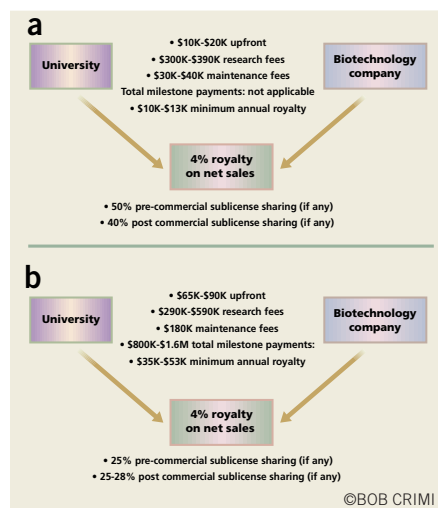 a
• $10K-$20K upfront
• $300K-$390K research fees
• $30K-$40K maintenance fees
Total milestone payments: not applicable
• $10K-$13K minimum annual royalty
University
Biotechnology
company
4% royalty
on net sales
• 50% pre-commercial sublicense sharing (if any)
• 40% post commercial sublicense sharing (if any)
b
• $65K-$90K upfront
• $290K-$590K research fees
• $180K maintenance fees
• $800K-$1.6M total milestone payments:
• $35K-$53K minimum annual royalty
University
Biotechnology
company
4% royalty
on net sales
• 25% pre-commercial sublicense sharing (if any)
• 25-28% post commercial sublicense sharing (if any)
©BOB CRIMI